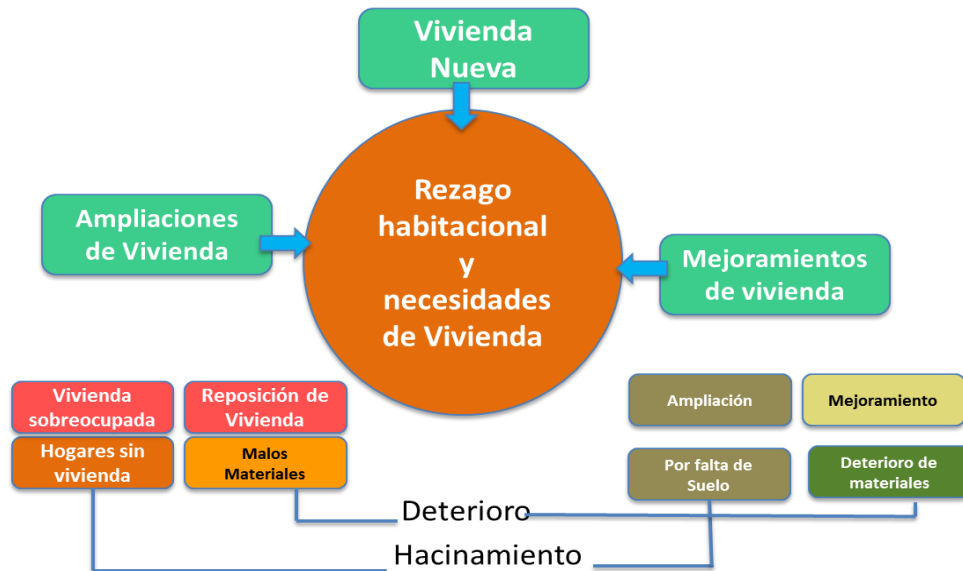 Vivienda
Nueva
Ampliaciones
de Vivienda
Rezago
habitacional
y
necesidades
de Vivienda
Mejoramientos
de vivienda
Vivienda
sobreocupada
Reposición de
Vivienda
Ampliación
Mejoramiento
Hogares sin
vivienda
Malos
Materiales
Por falta de
Suelo
Deterioro de
materiales
Deterioro
Hacinamiento